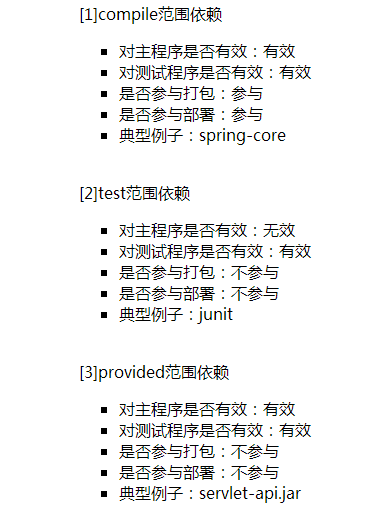 [1]compile范围依赖
对主程序是否有效：有效
对测试程序是否有效：有效
是否参与打包：参与
是否参与部署：参与
典型例子：spring-core
[2]test范围依赖
对主程序是否有效：无效
对测试程序是否有效：有效
是否参与打包：不参与
是否参与部署：不参与
典型例子：junit
[3]provided范围依赖
对主程序是否有效：有效
对测试程序是否有效：有效
是否参与打包：不参与
是否参与部署：不参与
典型例子：servlet-api.jar